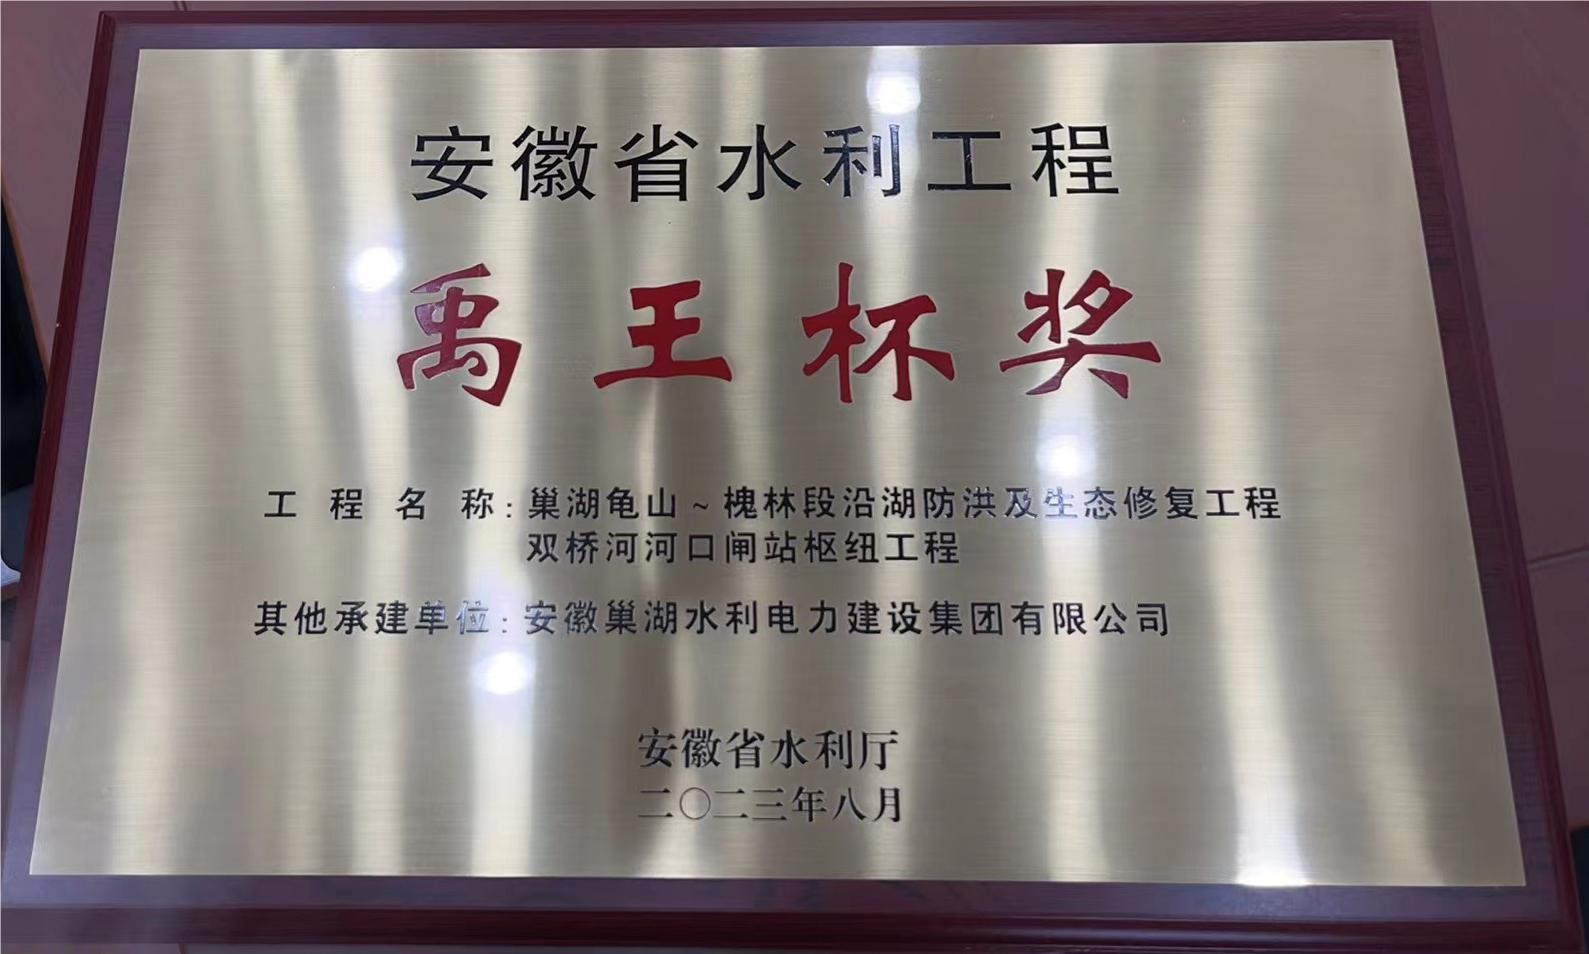 安徽省水利工程
禹王杯奖
工程名称:巢湖龟山~槐林段沿湖防洪及生态修复工程
双桥河河口闸站枢纽工程
其他承建单位:安徽巢湖水利电力建设集团有限公司
安徽省水利厅
二〇二三年八月